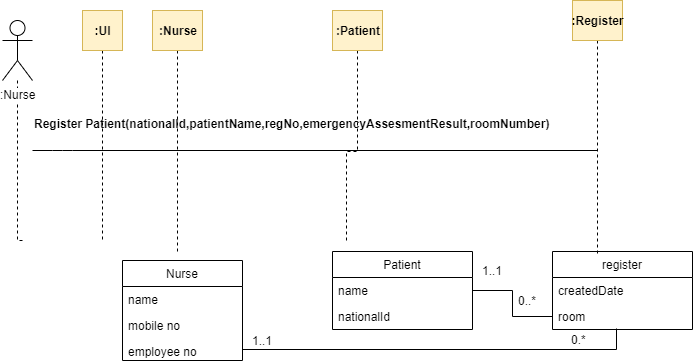 :UI
:Nurse
:Patient
:Register
:Nurse
Register Patient(nationalId,patientName,regNo,emergencyAssesmentResult,roomNumber)
Nurse
name
mobile no
employee no
Patient
name
nationalId
register
createdDate
room
1..1
0..*
1..1
0.*